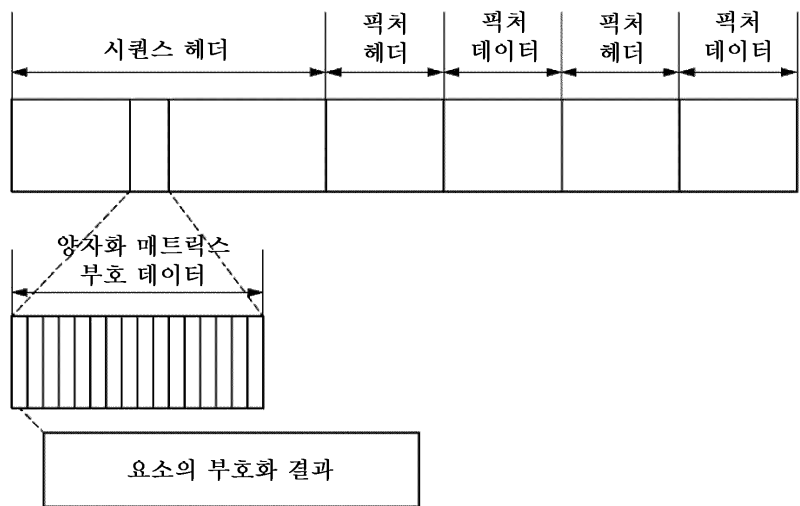 시퀀스 헤더
픽처
헤더
픽처
데이터
픽처
헤더
픽처
데이터
양자화 매트릭스
부호 데이터
요소의 부호화 결과